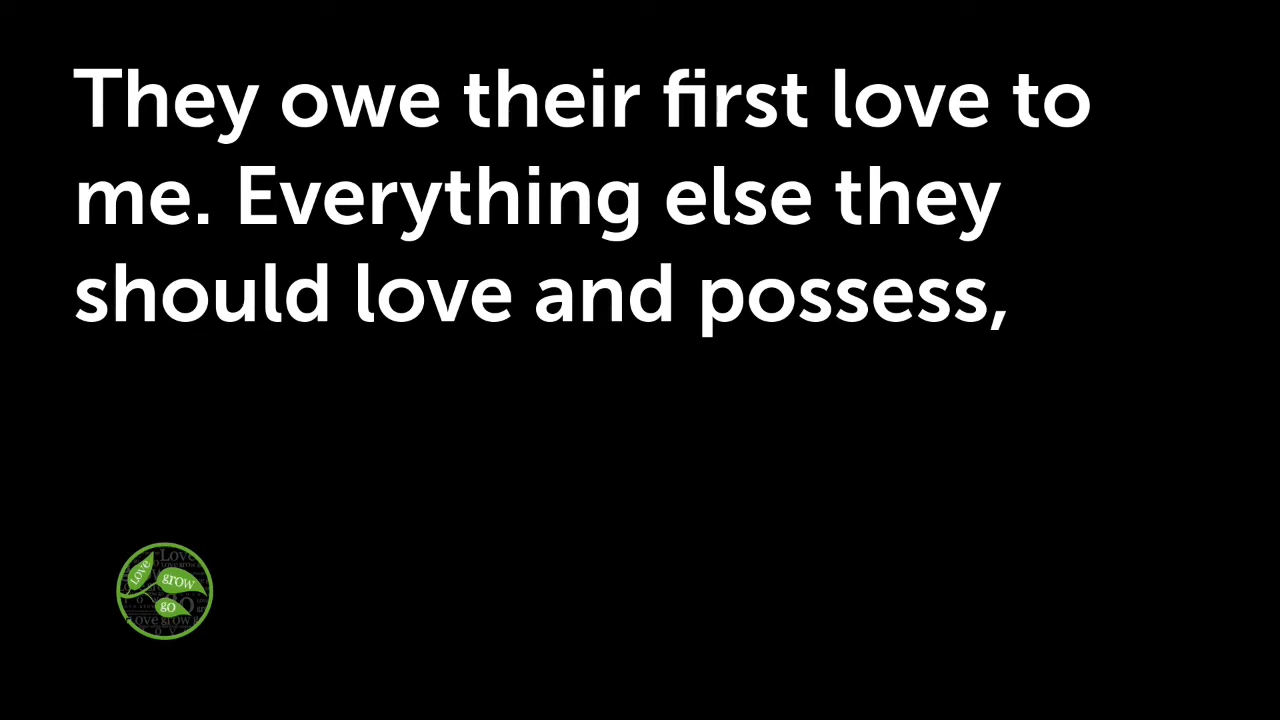 They owe their first love to
me. Everything else they
should love and possess,
Love
grow
go